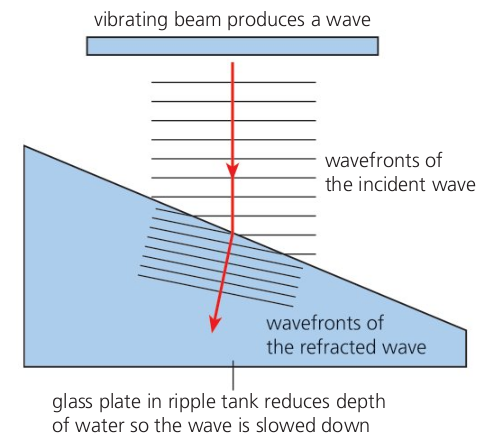 vibrating beam produces a wave
wavefronts of
the incident wave
wavefronts of
the refracted wave
glass plate in ripple tank reduces depth
of water so the wave is slowed down